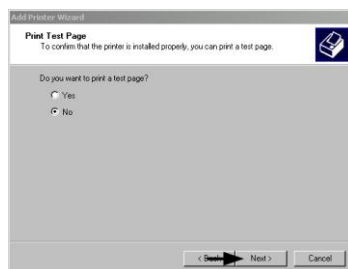 Add Printer Wizard
Print Test Page
To confirm that the printer is installed properly, you can print a test page.
Do you want to print a test page?
Yes
No
< Back Next > Cancel